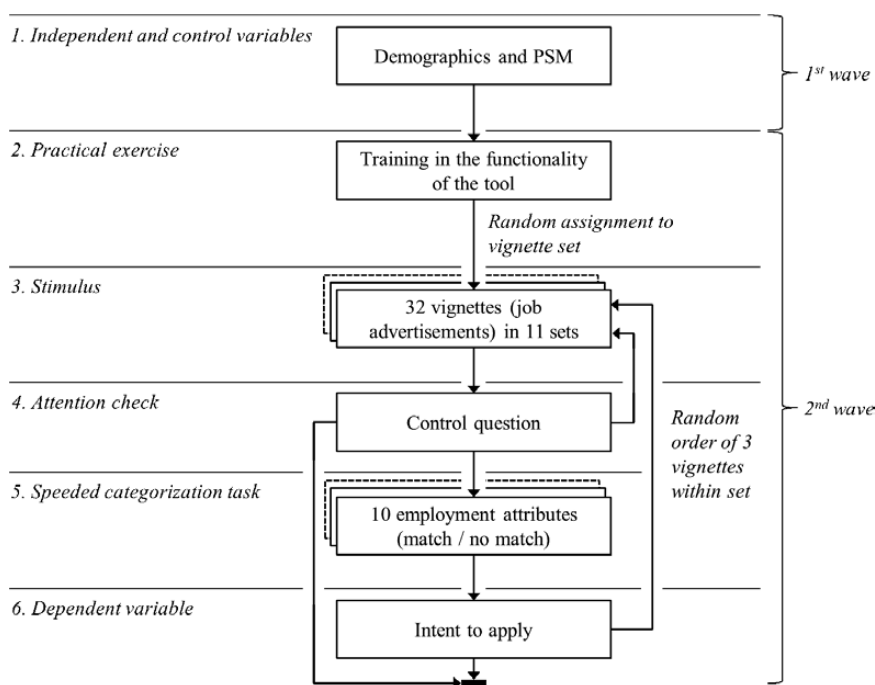 1. Independent and control variables
Demographics and PSM
1st wave
2. Practical exercise
Training in the functionality
of the tool
Random assignment to
vignette set
3. Stimulus
32 vignettes (job
advertisements) in 11 sets
4. Attention check
Control question
Random
order of 3
vignettes
within set
2nd wave
5. Speeded categorization task
10 employment attributes
(match / no match)
6. Dependent variable
Intent to apply